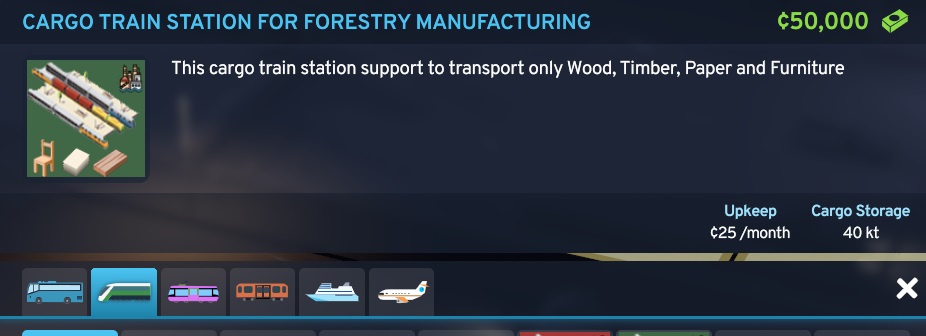 CARGO TRAIN STATION FOR FORESTRY MANUFACTURING
¢50,000
This cargo train station support to transport only Wood, Timber, Paper and Furniture
Upkeep
¢25 /month
Cargo Storage
40 kt